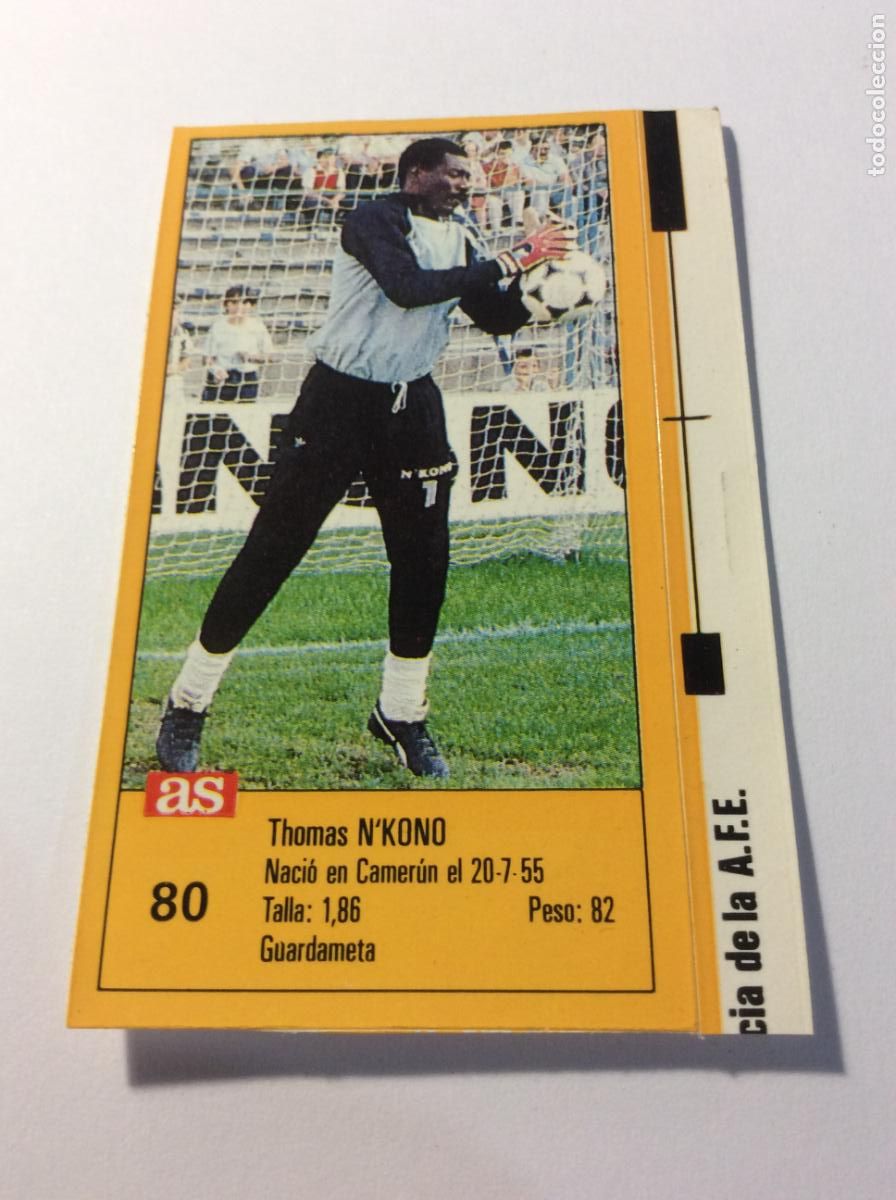 todocoleccion
N'KONO
1
as
Thomas N'KONO
Nació en Camerún el 20-7-55
80
Talla: 1,86 Peso: 82
Guardameta
cia de la A.F.E.